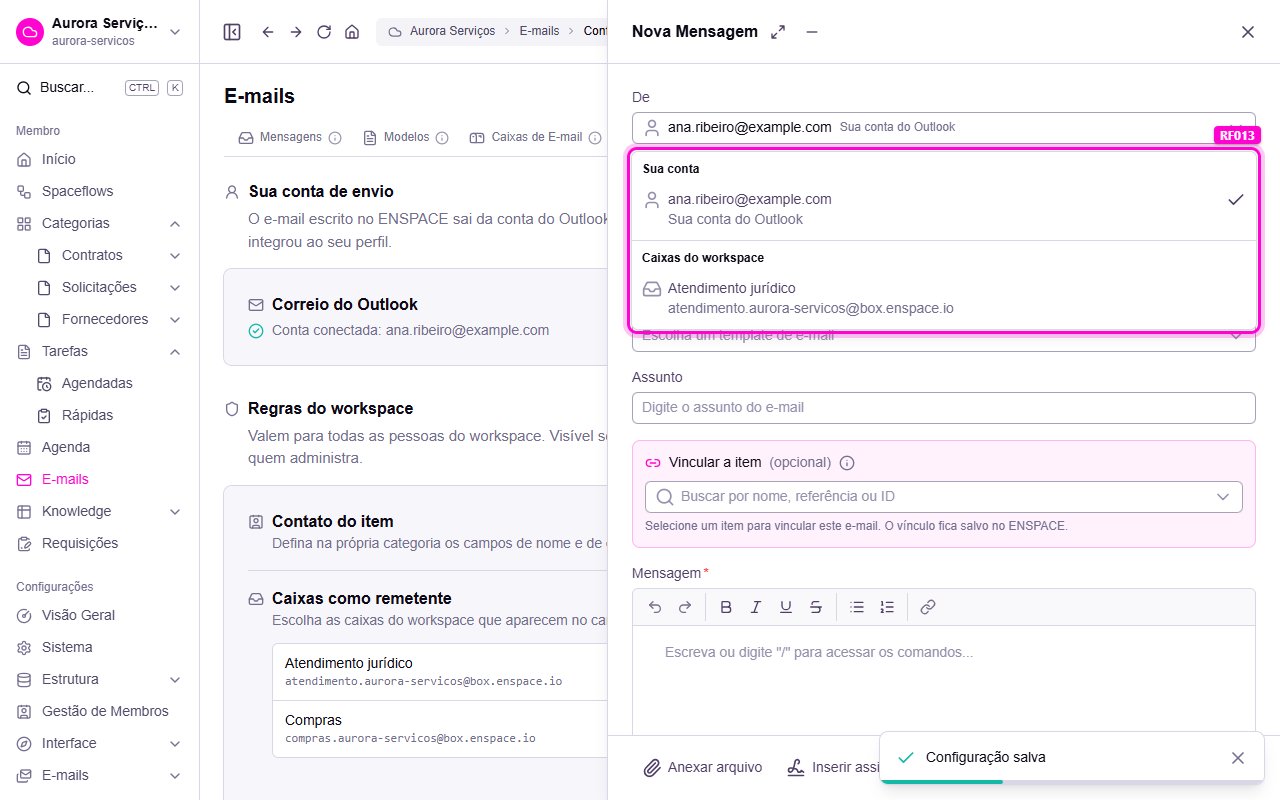 Aurora Serviç...
aurora-servicos
Buscar...
CTRL K
Membro
Início
Spaceflows
Categorias
Contratos
Solicitações
Fornecedores
Tarefas
Agendadas
Rápidas
Agenda
E-mails
Knowledge
Requisições
Configurações
Visão Geral
Sistema
Estrutura
Gestão de Membros
Interface
E-mails
Aurora Serviços > E-mails > Con
E-mails
Mensagens
Modelos
Caixas de E-mail
Sua conta de envio
O e-mail escrito no ENSPACE sai da conta do Outlook
integrou ao seu perfil.
Correio do Outlook
Conta conectada: ana.ribeiro@example.com
Regras do workspace
Valem para todas as pessoas do workspace. Visível s
quem administra.
Contato do item
Defina na própria categoria os campos de nome e de
Caixas como remetente
Escolha as caixas do workspace que aparecem no ca
Atendimento jurídico
atendimento.aurora-servicos@box.enspace.io
Compras
compras.aurora-servicos@box.enspace.io
Nova Mensagem
De
ana.ribeiro@example.com Sua conta do Outlook
RF013
Sua conta
ana.ribeiro@example.com
Sua conta do Outlook
Caixas do workspace
Atendimento jurídico
atendimento.aurora-servicos@box.enspace.io
Escolha um template de e-mail
Assunto
Digite o assunto do e-mail
Vincular a item (opcional)
Buscar por nome, referência ou ID
Selecione um item para vincular este e-mail. O vínculo fica salvo no ENSPACE.
Mensagem*
Escreva ou digite "/" para acessar os comandos...
Anexar arquivo
Inserir assi
Configuração salva